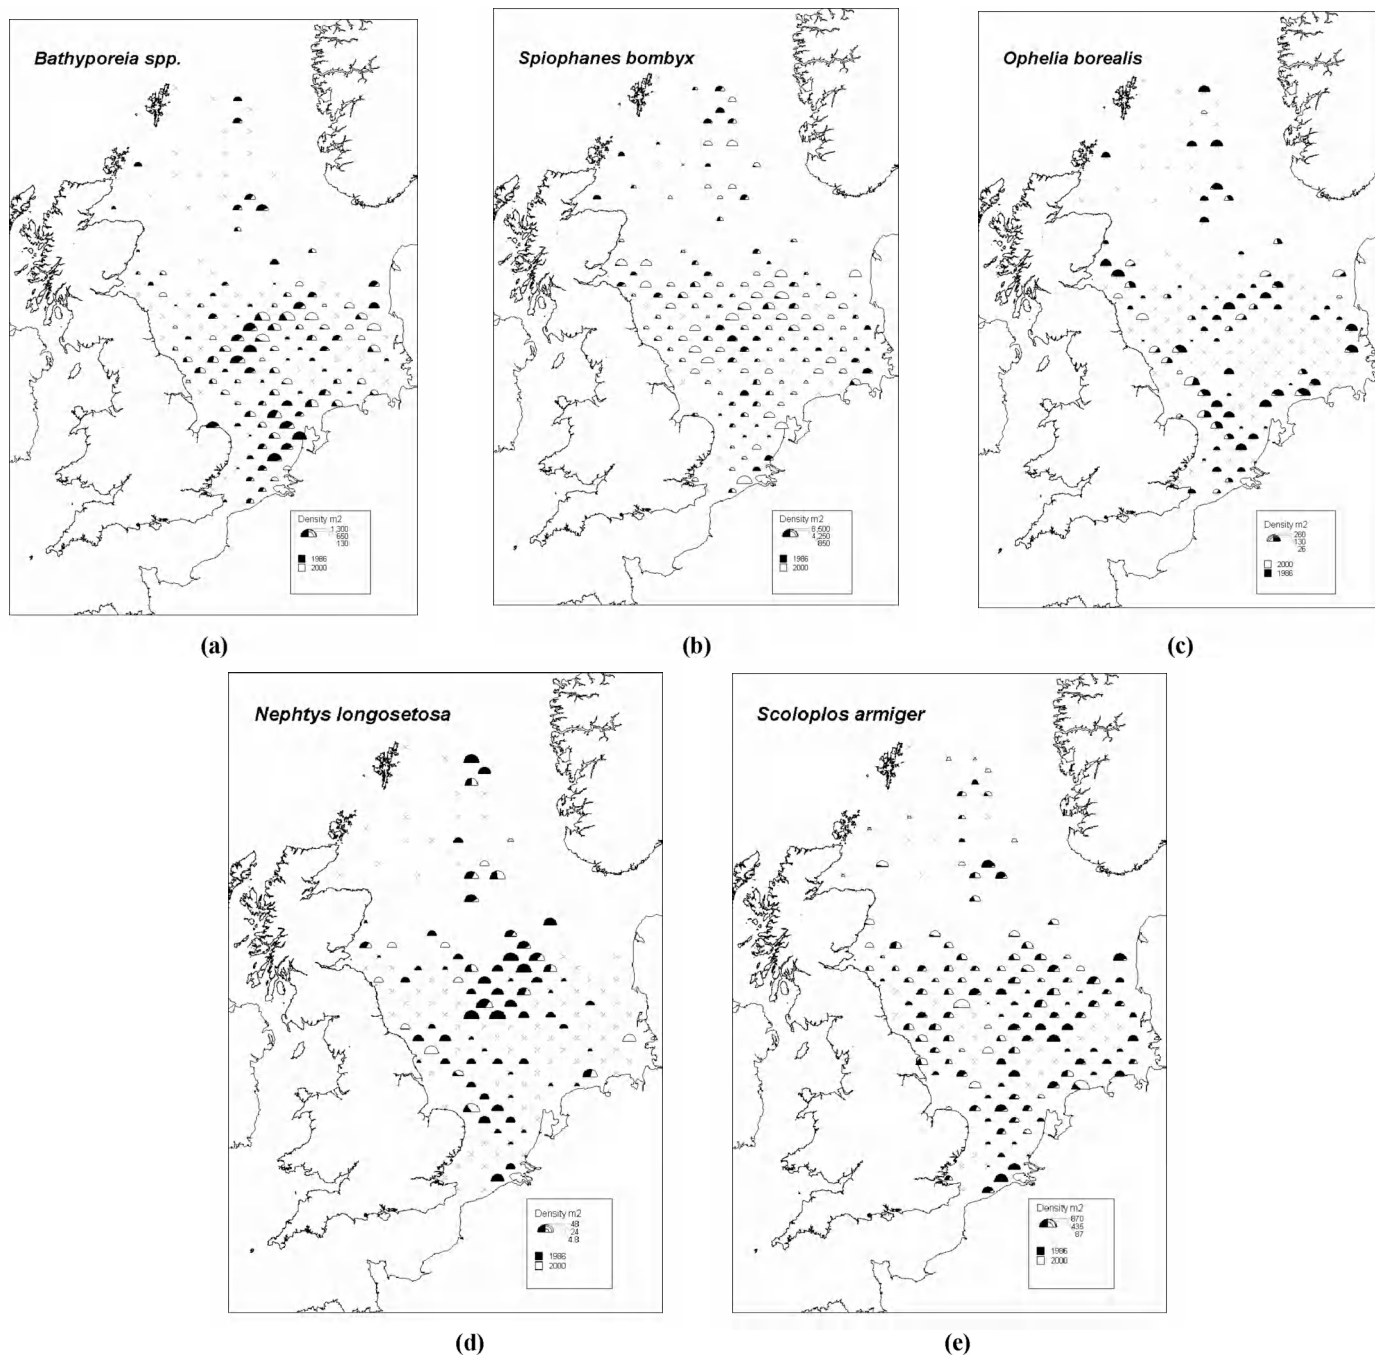 Bathyporeia spp.
Density m2
1,300
650
130
1986
2000
(a)
Spiophanes bombyx
Density m2
8,500
4,250
850
1986
2000
(b)
Ophelia borealis
Density m2
260
130
26
2000
1986
(c)
Nephtys longosetosa
Density m2
48
24
4.8
1986
2000
(d)
Scoloplos armiger
Density m2
870
435
87
1986
2000
(e)